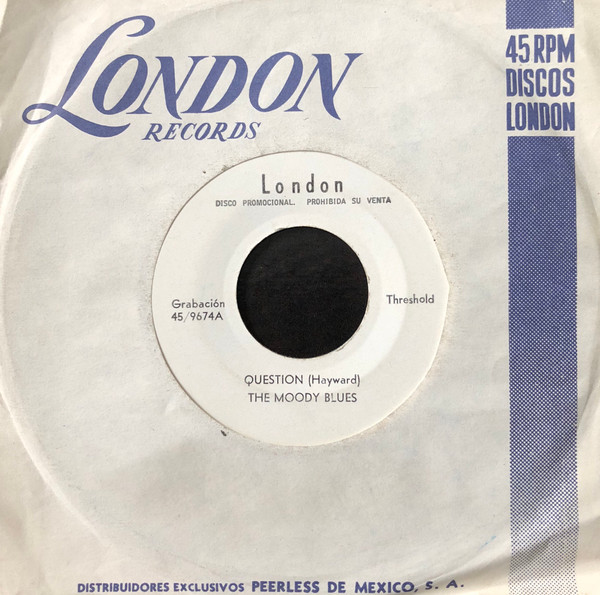 LONDON
RECORDS
45 RPM
DISCOS
LONDON
London
DISCO PROMOCIONAL. PROHIBIDA SU VENTA
Grabación
45/9674A
Threshold
QUESTION (Hayward)
THE MOODY BLUES
DISTRIBUIDORES EXCLUSIVOS PEERLESS DE MEXICO, S. A.